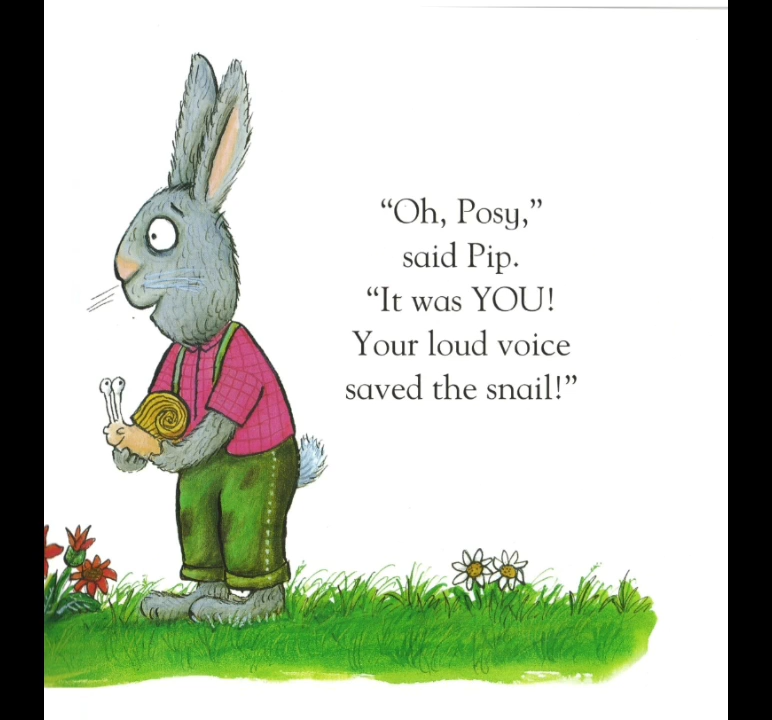 “Oh, Posy,”
said Pip.
“It was YOU!
Your loud voice
saved the snail!”